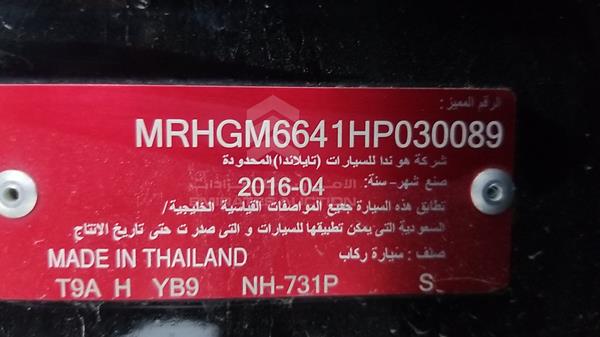 الرقم المميز:
MRHGM6641HP030089
شركة هوندا للسيارات (تايلاندا) المحدودة
صنع شهر- سنة: 2016-04
تطابق هذه السيارة جميع المواصفات القياسية الخليجية/
السعودية التى يمكن تطبيقها للسيارات و التى صدرت حتى تاريخ الانتاج
صنف: سيارة ركاب
MADE IN THAILAND
T9A H YB9 NH-731P S